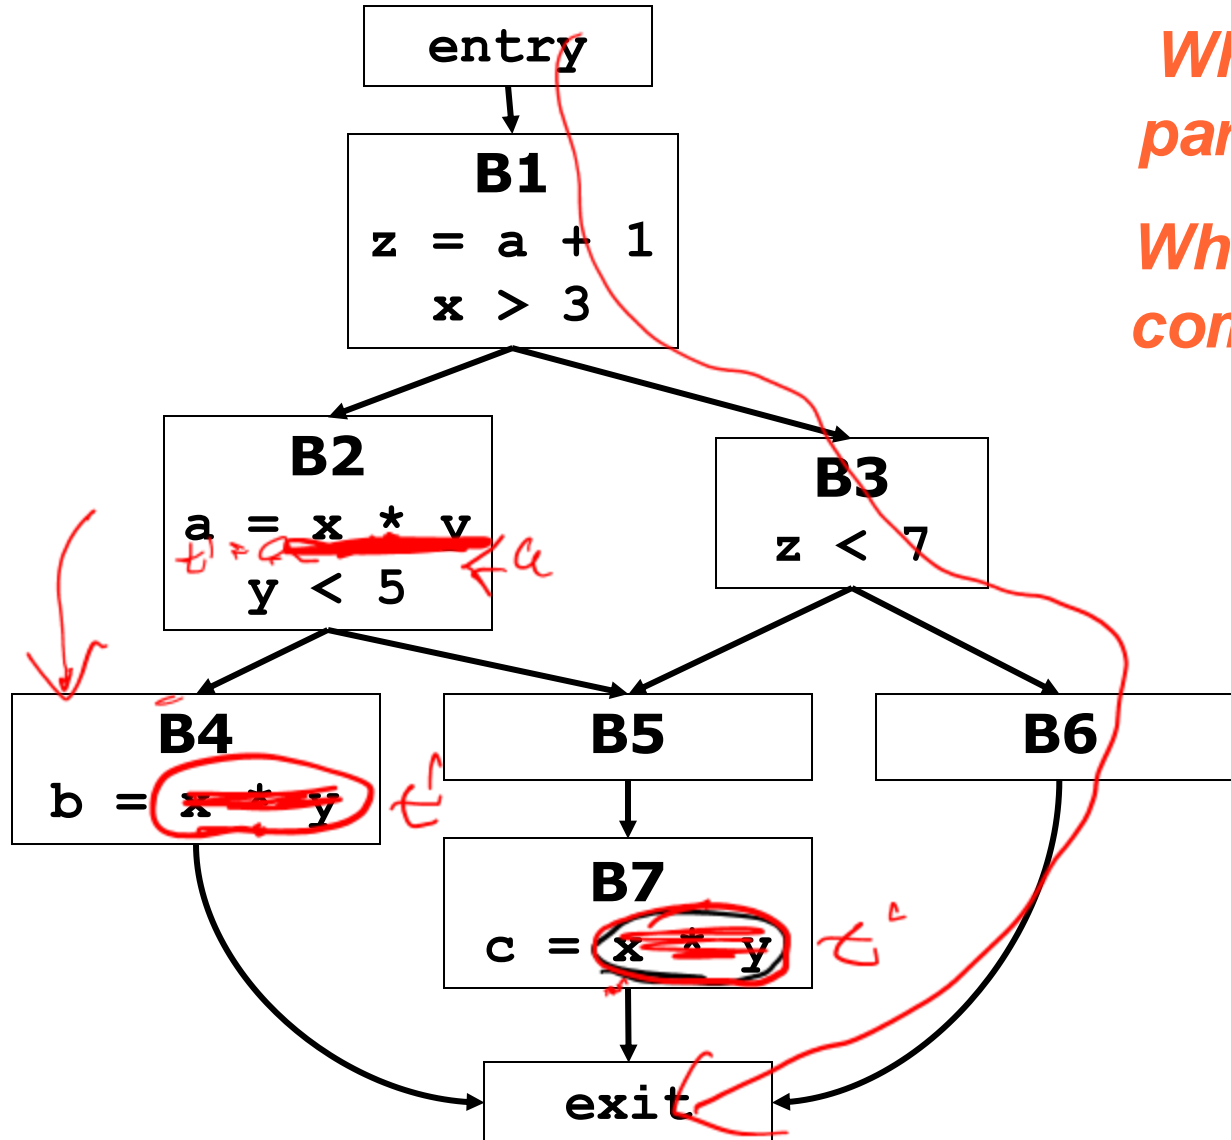 entry
B1
z = a + 1
x > 3
B2
a = x * y
t = a
a
y < 5
B3
z < 7
B4
b = x * y
t
B5
B6
B7
c = x * y
t
exit